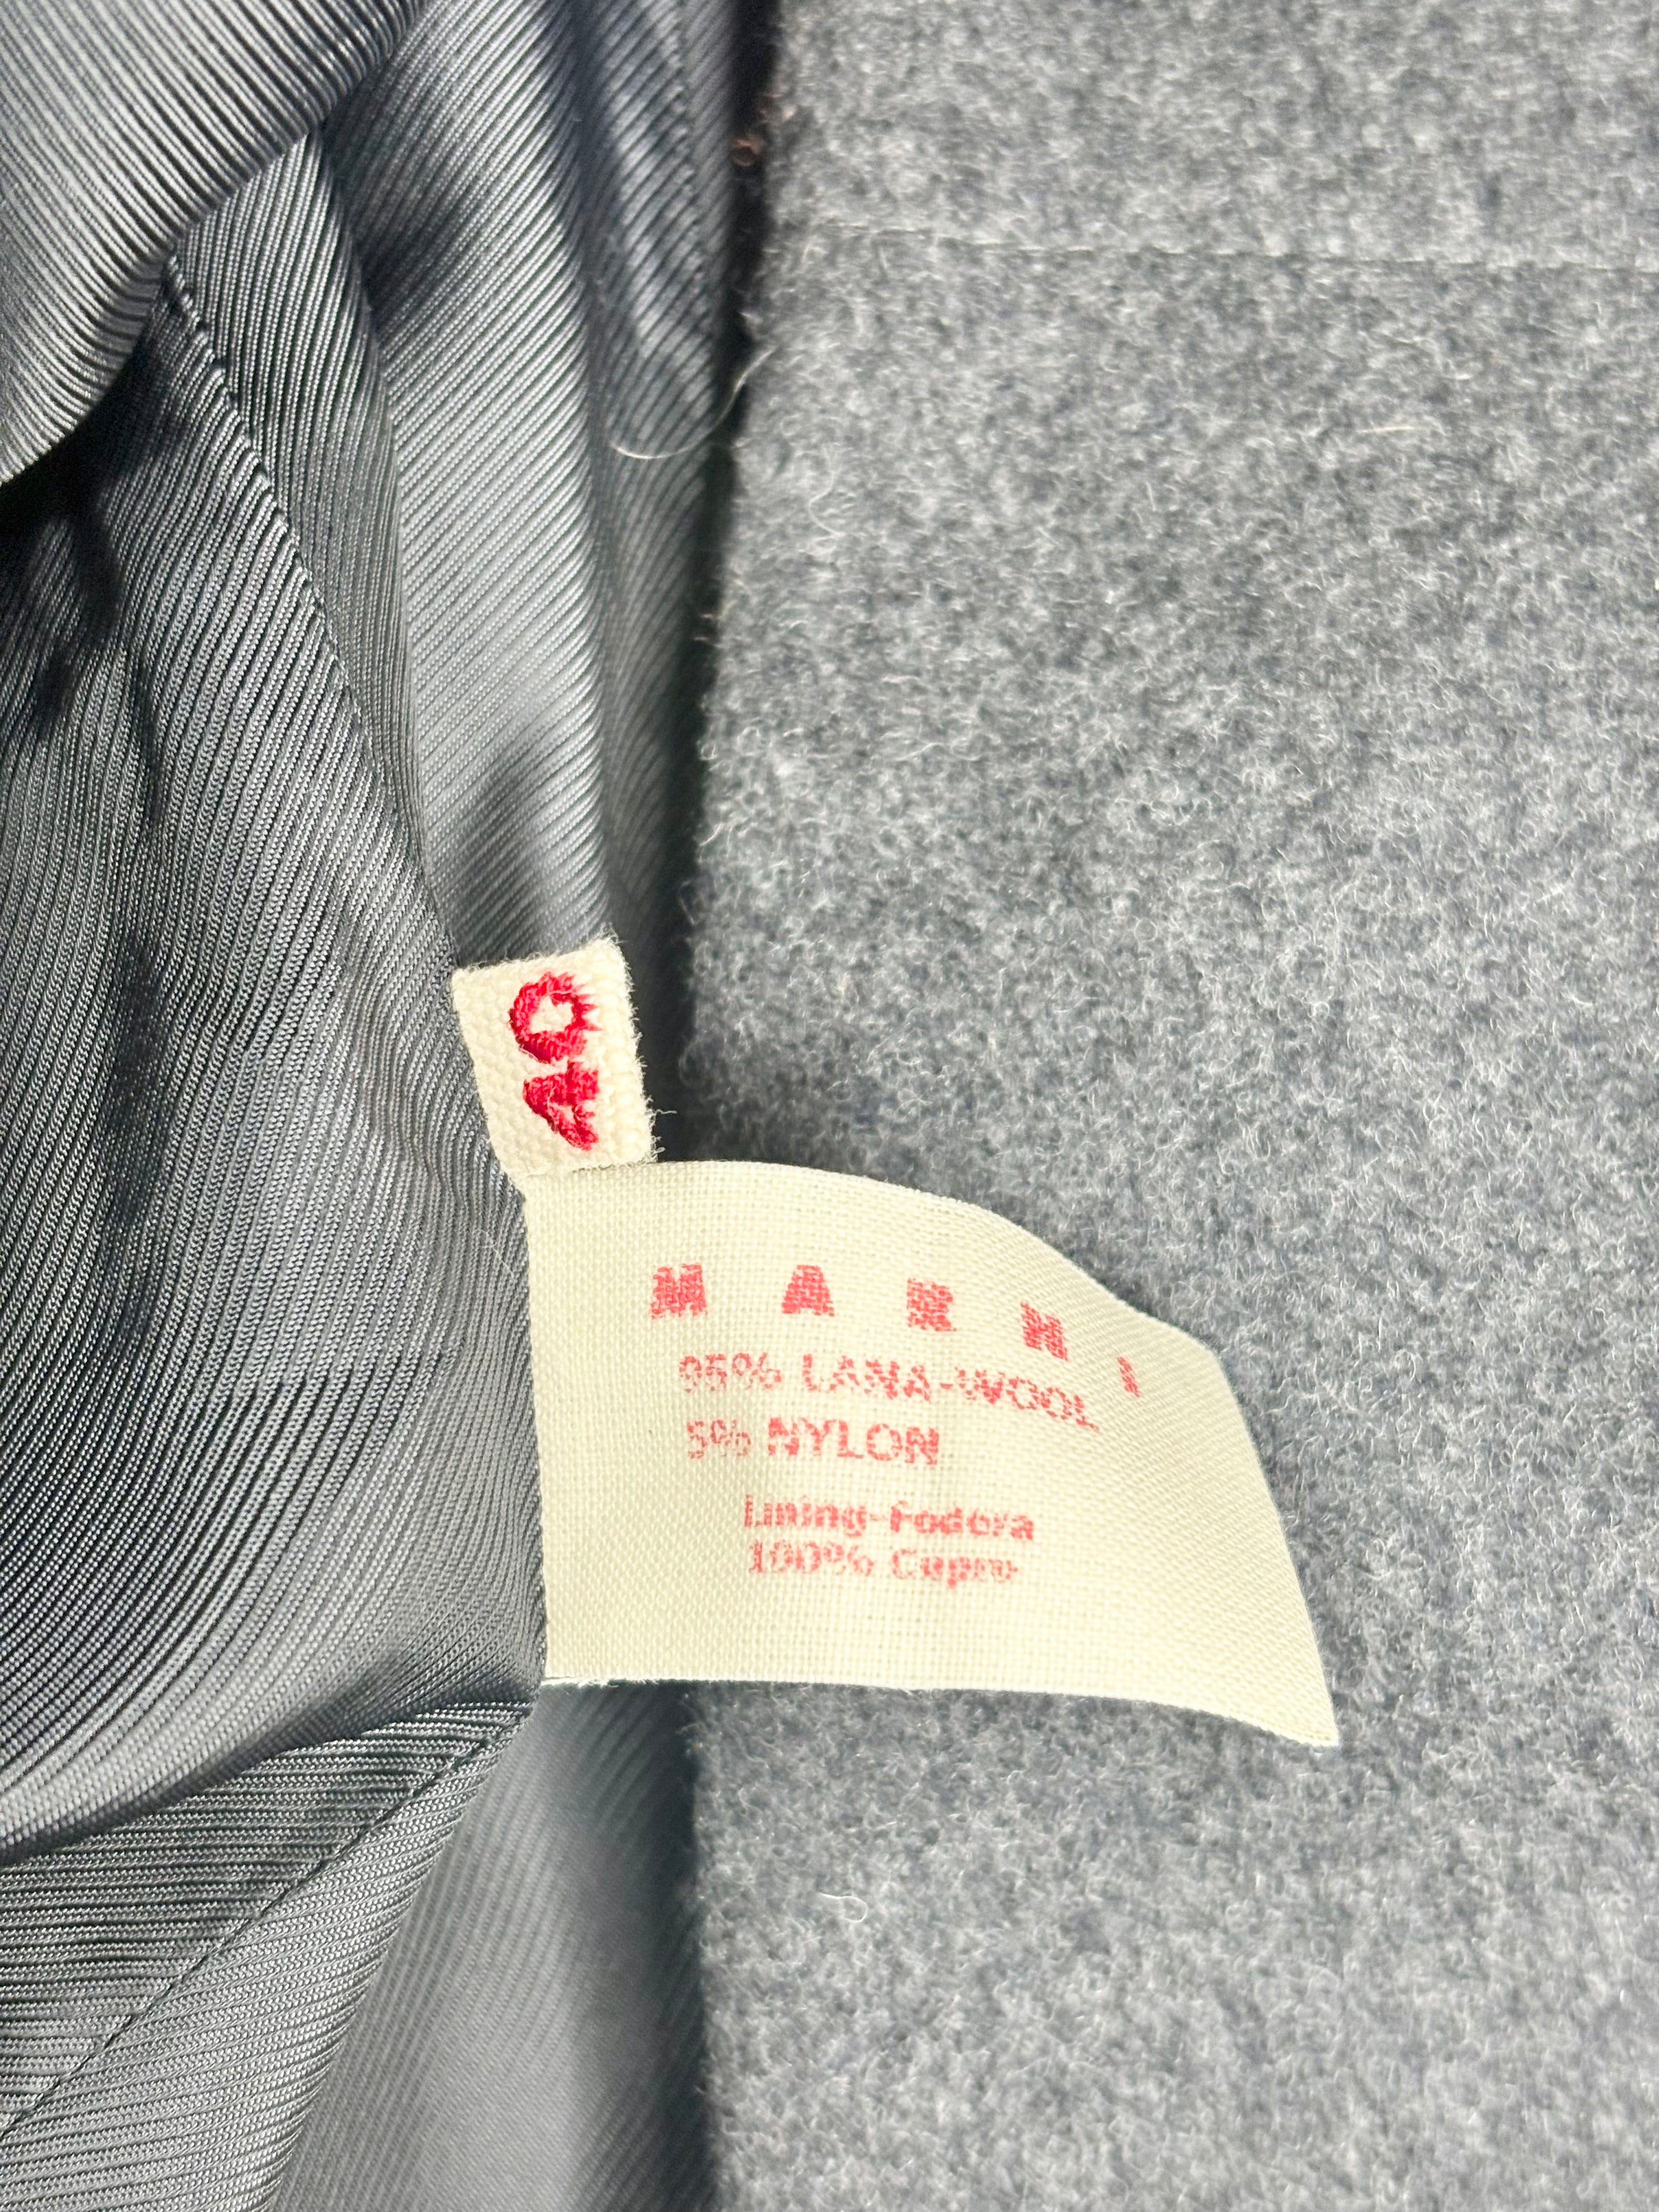 40
MARNI
95% LANA-WOOL
5% NYLON
Lining-Fodera
100% Cupro